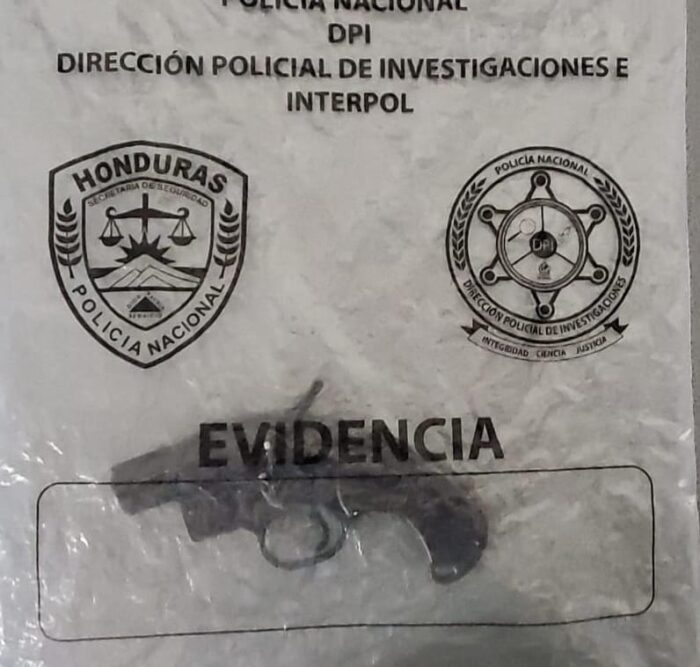 POLICÍA NACIONAL
DPI
DIRECCIÓN POLICIAL DE INVESTIGACIONES E
INTERPOL
HONDURAS
SECRETARIA DE SEGURIDAD
POLICIA NACIONAL
POLICÍA NACIONAL
DPI
DIRECCIÓN POLICIAL DE INVESTIGACIONES
INTEGRIDAD CIENCIA JUSTICIA
EVIDENCIA